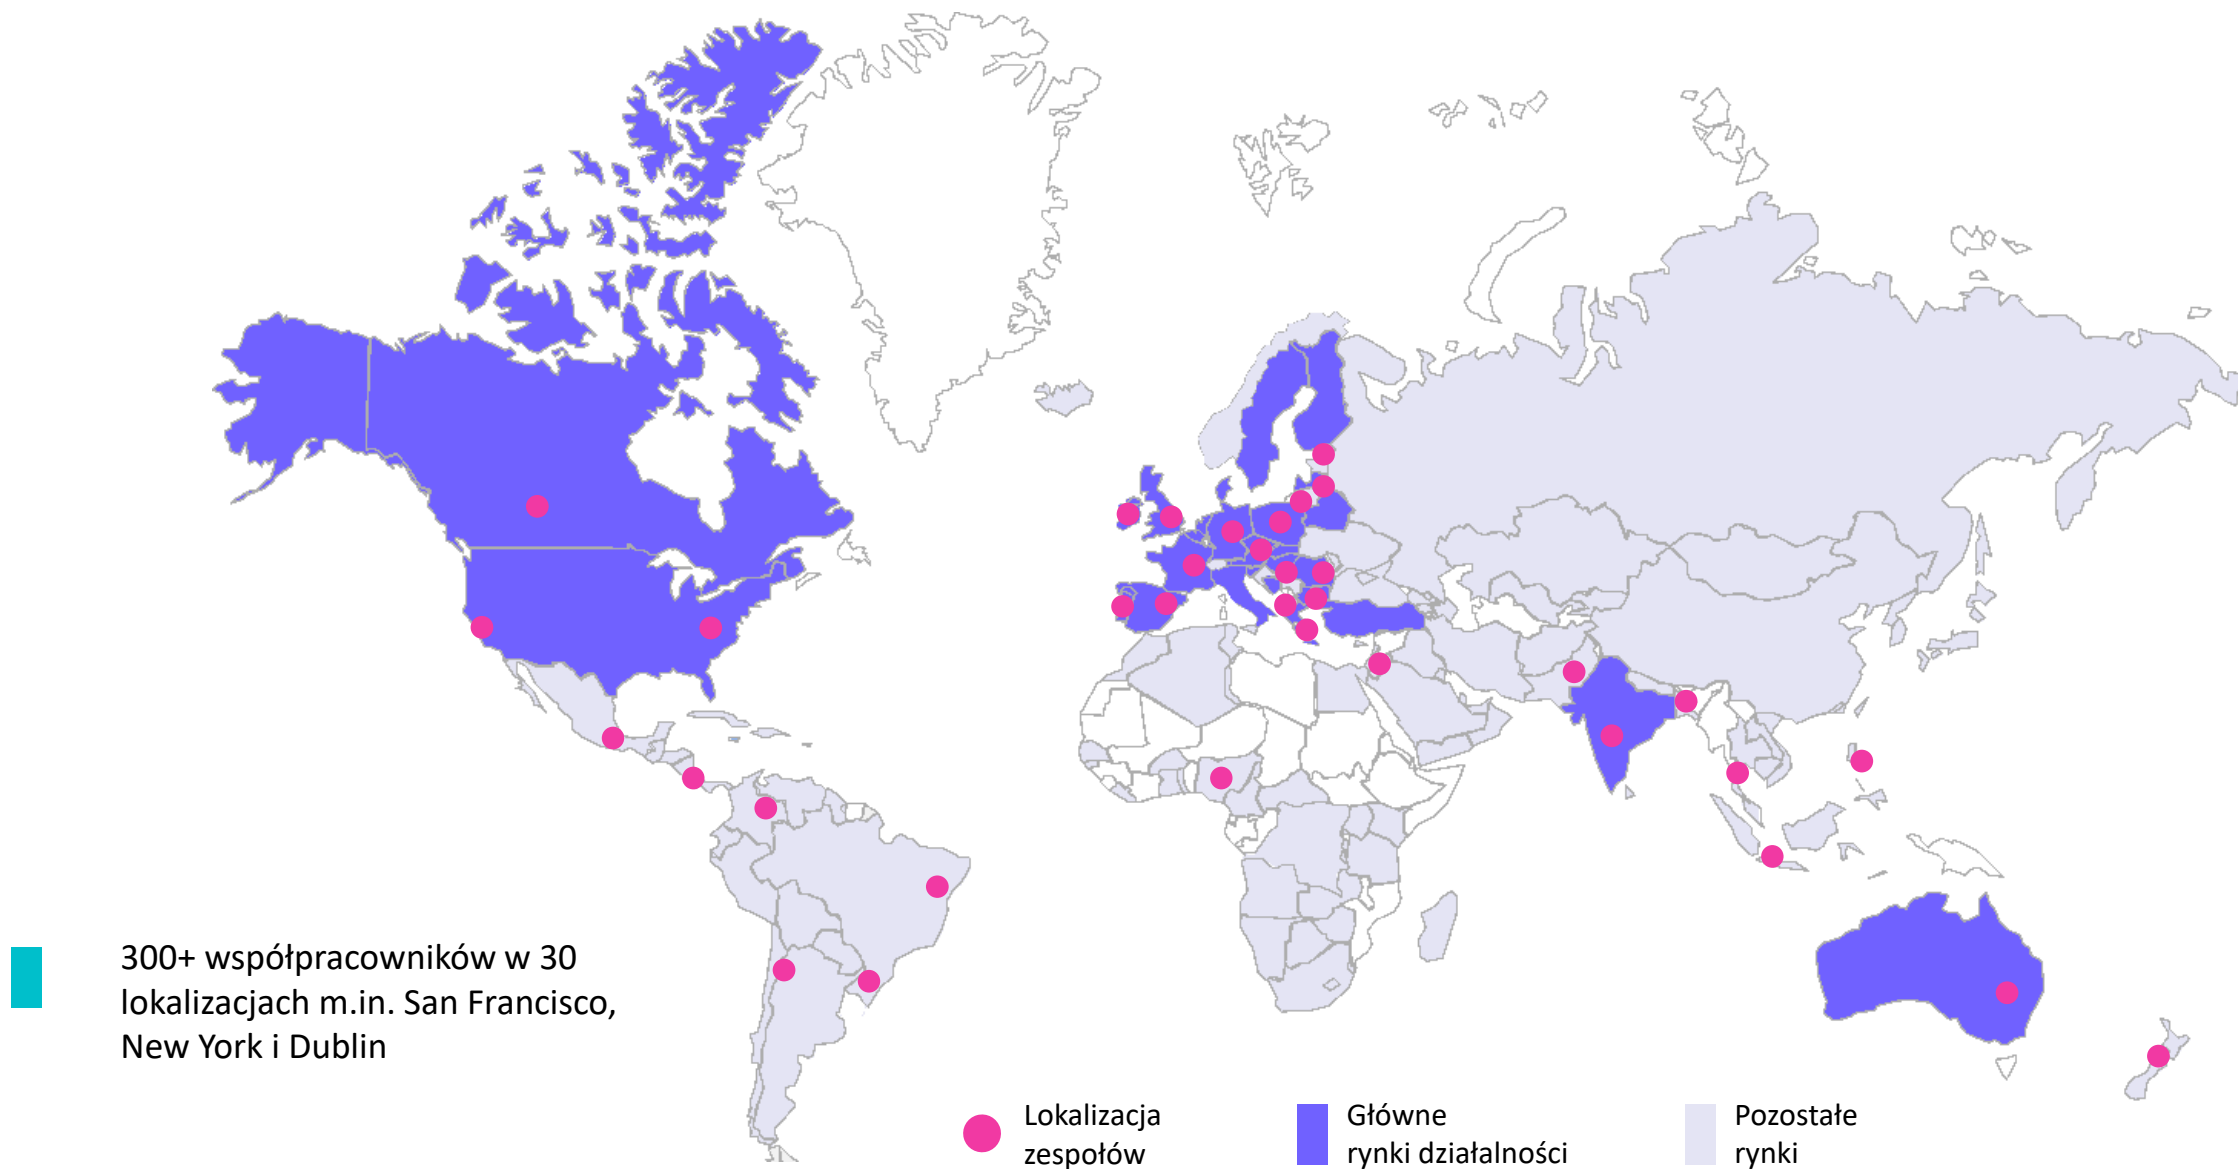 300+ współpracowników w 30
lokalizacjach m.in. San Francisco,
New York i Dublin
Lokalizacja
zespołów
Główne
rynki działalności
Pozostałe
rynki